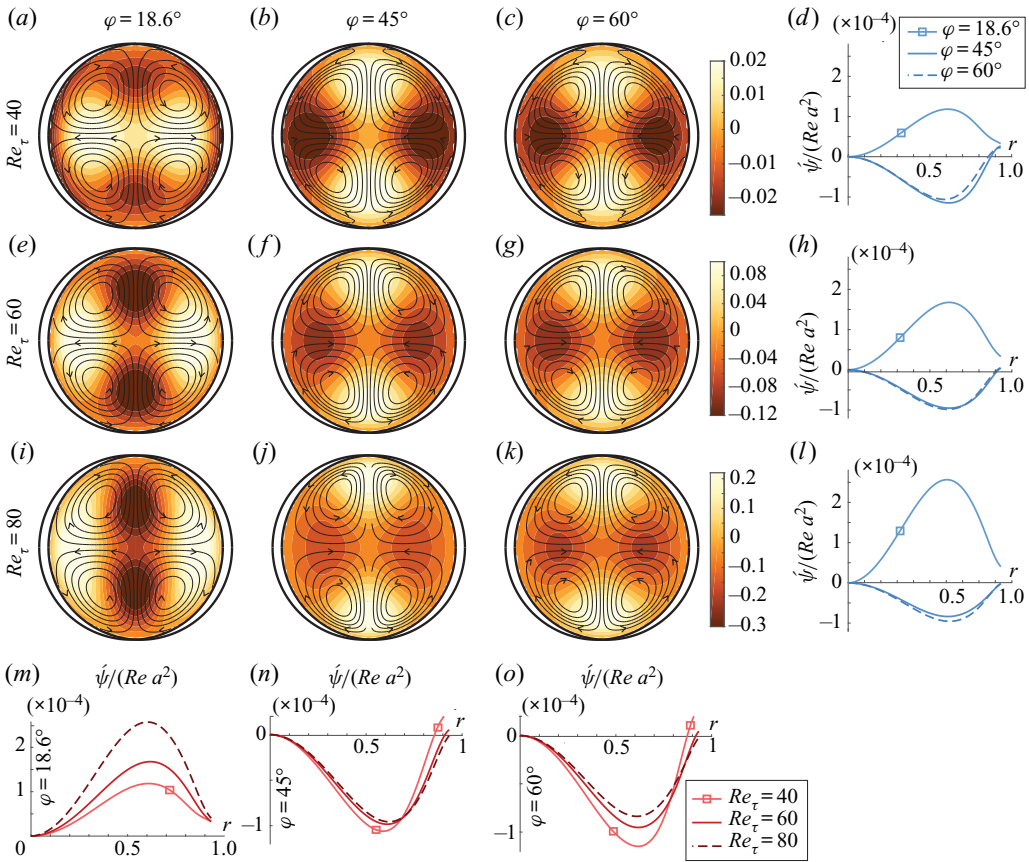 (a) φ = 18.6° (b) φ = 45° (c) φ = 60° (d) (×10⁻⁴)
φ = 18.6°
φ = 45°
φ = 60°
Re_τ = 40
0.02
0.01
0
−0.01
−0.02
ψ́/(Re a²)
2
1
0
−1
0.5
1.0
r
(e) (f) (g) (h) (×10⁻⁴)
Re_τ = 60
0.08
0.04
0
−0.04
−0.08
−0.12
ψ́/(Re a²)
2
1
0
−1
0.5
1.0
r
(i) (j) (k) (l) (×10⁻⁴)
Re_τ = 80
0.2
0.1
0
−0.1
−0.2
−0.3
ψ́/(Re a²)
2
1
0
−1
0.5
1.0
r
(m) ψ́/(Re a²) (n) ψ́/(Re a²) (o) ψ́/(Re a²)
(×10⁻⁴)
φ = 18.6°
2
1
0
0.5
1.0
r
(×10⁻⁴)
φ = 45°
0
−1
0.5
1
r
(×10⁻⁴)
φ = 60°
0
−1
0.5
1
r
Re_τ = 40
Re_τ = 60
Re_τ = 80